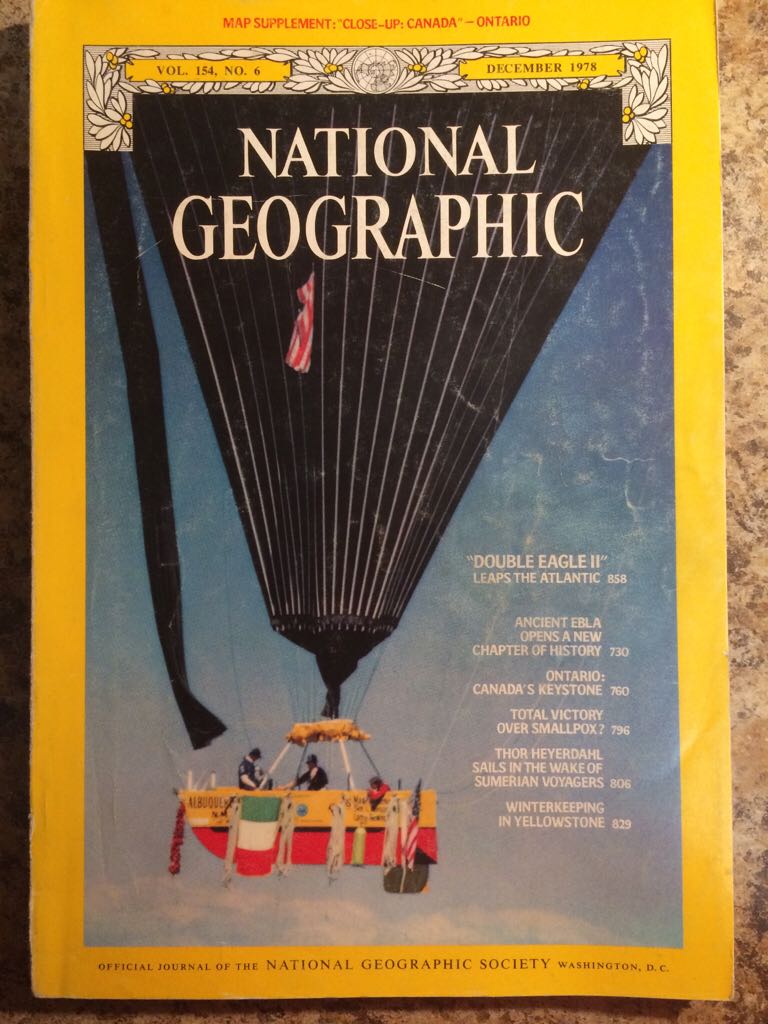 MAP SUPPLEMENT: "CLOSE-UP: CANADA" — ONTARIO
VOL. 154, NO. 6
DECEMBER 1978
NATIONAL
GEOGRAPHIC
"DOUBLE EAGLE II"
LEAPS THE ATLANTIC 858
ANCIENT EBLA
OPENS A NEW
CHAPTER OF HISTORY 730
ONTARIO:
CANADA'S KEYSTONE 760
TOTAL VICTORY
OVER SMALLPOX? 796
THOR HEYERDAHL
SAILS IN THE WAKE OF
SUMERIAN VOYAGERS 806
WINTERKEEPING
IN YELLOWSTONE 829
OFFICIAL JOURNAL OF THE NATIONAL GEOGRAPHIC SOCIETY WASHINGTON, D.C.